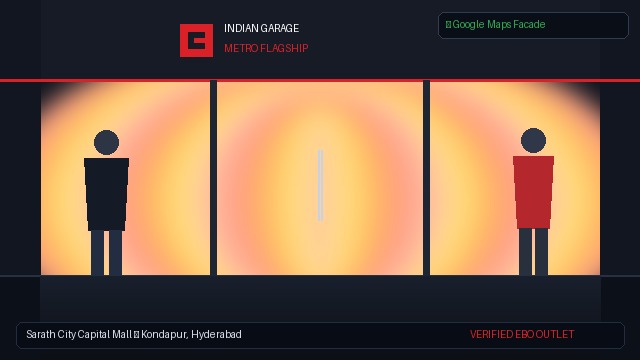 INDIAN GARAGE
METRO FLAGSHIP
Google Maps Facade
Sarath City Capital Mall Kondapur, Hyderabad
VERIFIED EBO OUTLET